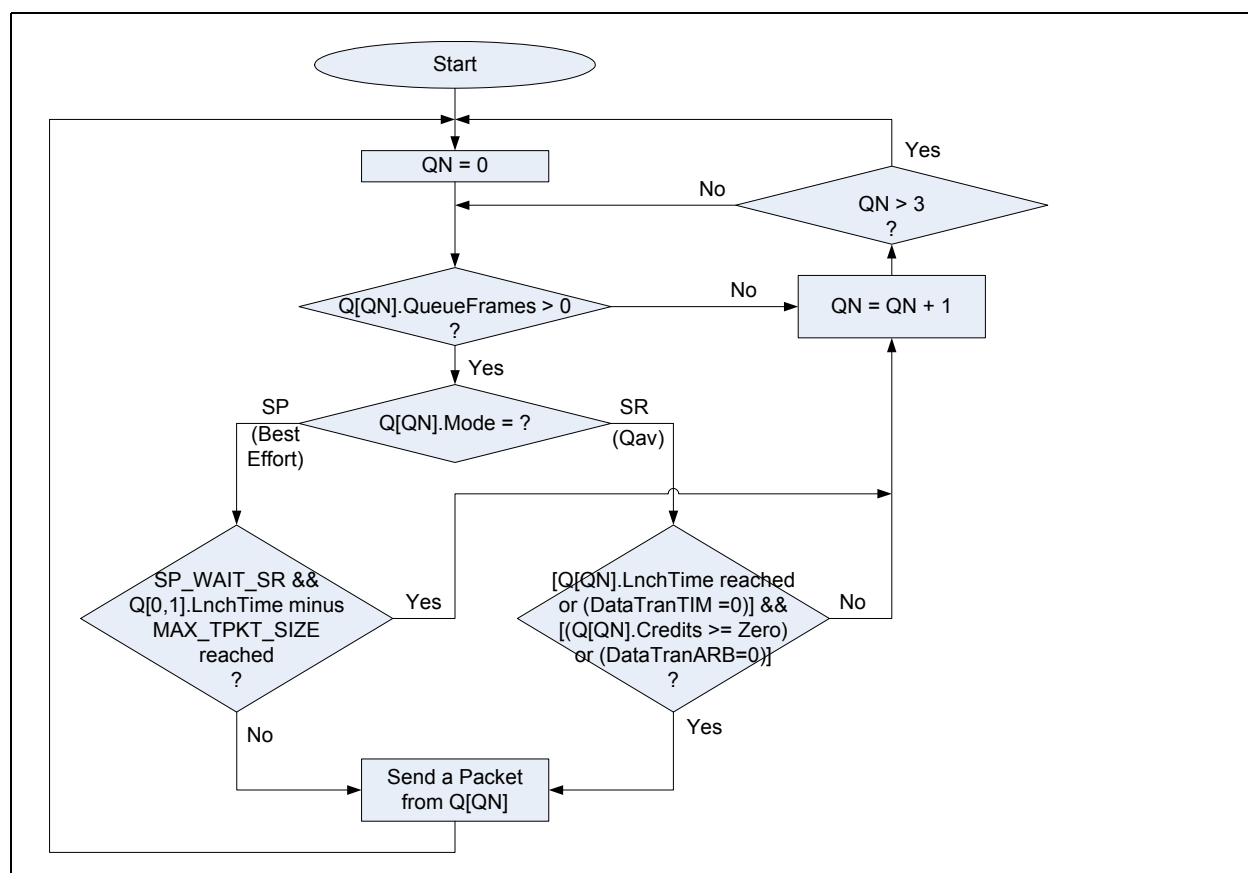 Start
QN = 0
Yes
No
QN > 3
?
Q[QN].QueueFrames > 0
?
No
QN = QN + 1
Yes
SP
(Best
Effort)
Q[QN].Mode = ?
SR
(Qav)
SP_WAIT_SR &&
Q[0,1].LnchTime minus
MAX_TPKT_SIZE
reached
?
Yes
[Q[QN].LnchTime reached
or (DataTranTIM =0)] &&
[(Q[QN].Credits >= Zero)
or (DataTranARB=0)]
?
No
No
Yes
Send a Packet
from Q[QN]